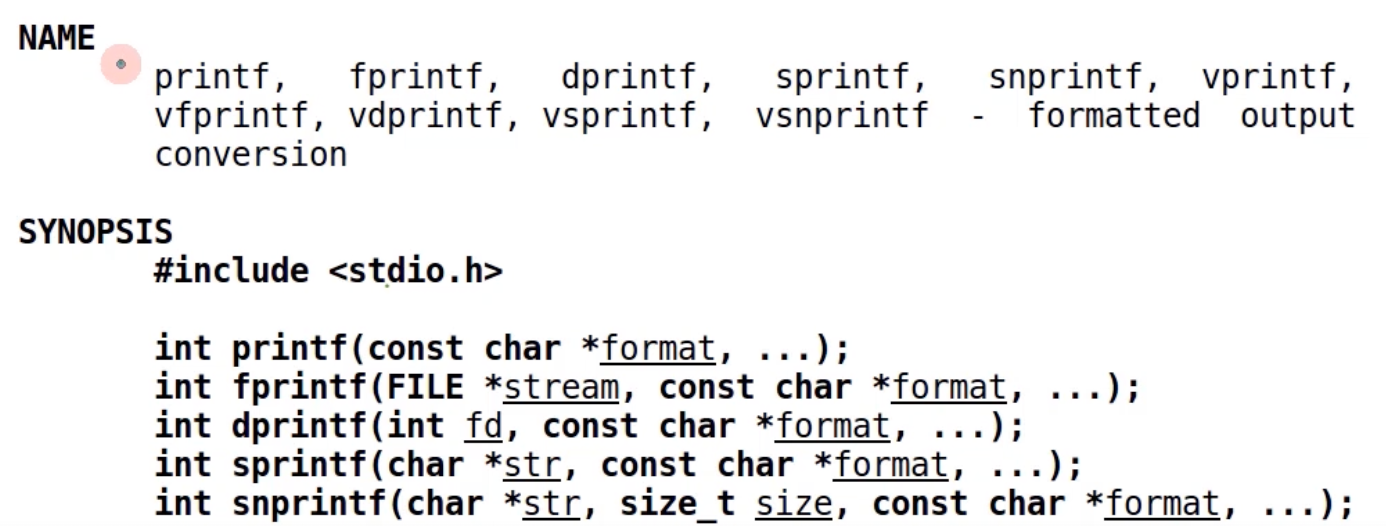 NAME
printf, fprintf, dprintf, sprintf, snprintf, vprintf,
vfprintf, vdprintf, vsprintf, vsnprintf - formatted output
conversion
SYNOPSIS
#include <stdio.h>
int printf(const char *format, ...);
int fprintf(FILE *stream, const char *format, ...);
int dprintf(int fd, const char *format, ...);
int sprintf(char *str, const char *format, ...);
int snprintf(char *str, size_t size, const char *format, ...);